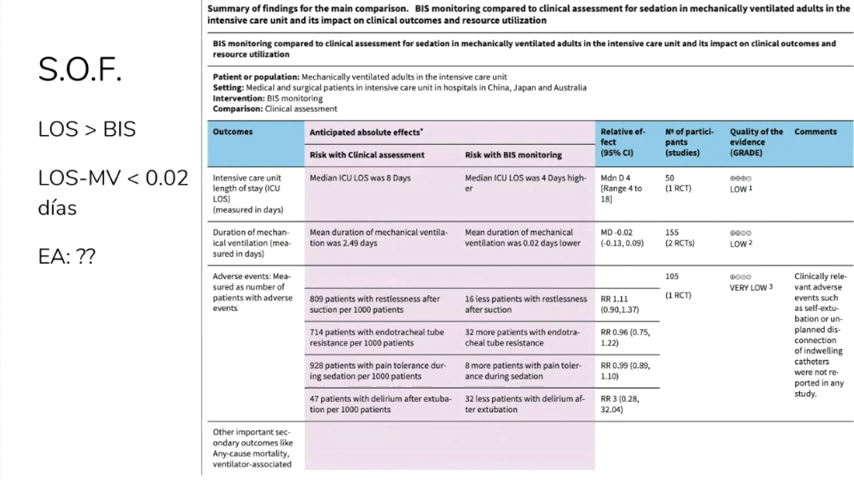 S.O.F.
LOS > BIS
LOS-MV < 0.02
días
EA: ??
Summary of findings for the main comparison. BIS monitoring compared to clinical assessment for sedation in mechanically ventilated adults in the
intensive care unit and its impact on clinical outcomes and resource utilization
BIS monitoring compared to clinical assessment for sedation in mechanically ventilated adults in the intensive care unit and its impact on clinical outcomes and
resource utilization
Patient or population: Mechanically ventilated adults in the intensive care unit
Setting: Medical and surgical patients in intensive care unit in hospitals in China, Japan and Australia
Intervention: BIS monitoring
Comparison: Clinical assessment
Outcomes
Anticipated absolute effects*
Risk with Clinical assessment
Risk with BIS monitoring
Relative ef-
fect
(95% CI)
Nº of partici-
pants
(studies)
Quality of the
evidence
(GRADE)
Comments
Intensive care unit
length of stay (ICU
LOS)
(measured in days)
Median ICU LOS was 8 Days
Median ICU LOS was 4 Days high-
er
Mdn D 4
[Range 4 to
18]
50
(1 RCT)
⊕⊕⊝⊝
LOW 1
Duration of mechan-
ical ventilation (mea-
sured in days)
Mean duration of mechanical ventila-
tion was 2.49 days
Mean duration of mechanical
ventilation was 0.02 days lower
MD -0.02
(-0.13, 0.09)
155
(2 RCTs)
⊕⊕⊝⊝
LOW 2
Adverse events: Mea-
sured as number of
patients with adverse
events
105
(1 RCT)
⊕⊝⊝⊝
VERY LOW 3
Clinically rele-
vant adverse
events such
as self-extu-
bation or un-
planned dis-
connection
of indwelling
catheters
were not re-
ported in any
study.
809 patients with restlessness after
suction per 1000 patients
16 less patients with restlessness
after suction
RR 1.11
(0.90,1.37)
714 patients with endotracheal tube
resistance per 1000 patients
32 more patients with endotra-
cheal tube resistance
RR 0.96 (0.75,
1.22)
928 patients with pain tolerance dur-
ing sedation per 1000 patients
8 more patients with pain toler-
ance during sedation
RR 0.99 (0.89,
1.10)
47 patients with delirium after extuba-
tion per 1000 patients
32 less patients with delirium af-
ter extubation
RR 3 (0.28,
32.04)
Other important sec-
ondary outcomes like
Any-cause mortality,
ventilator-associated